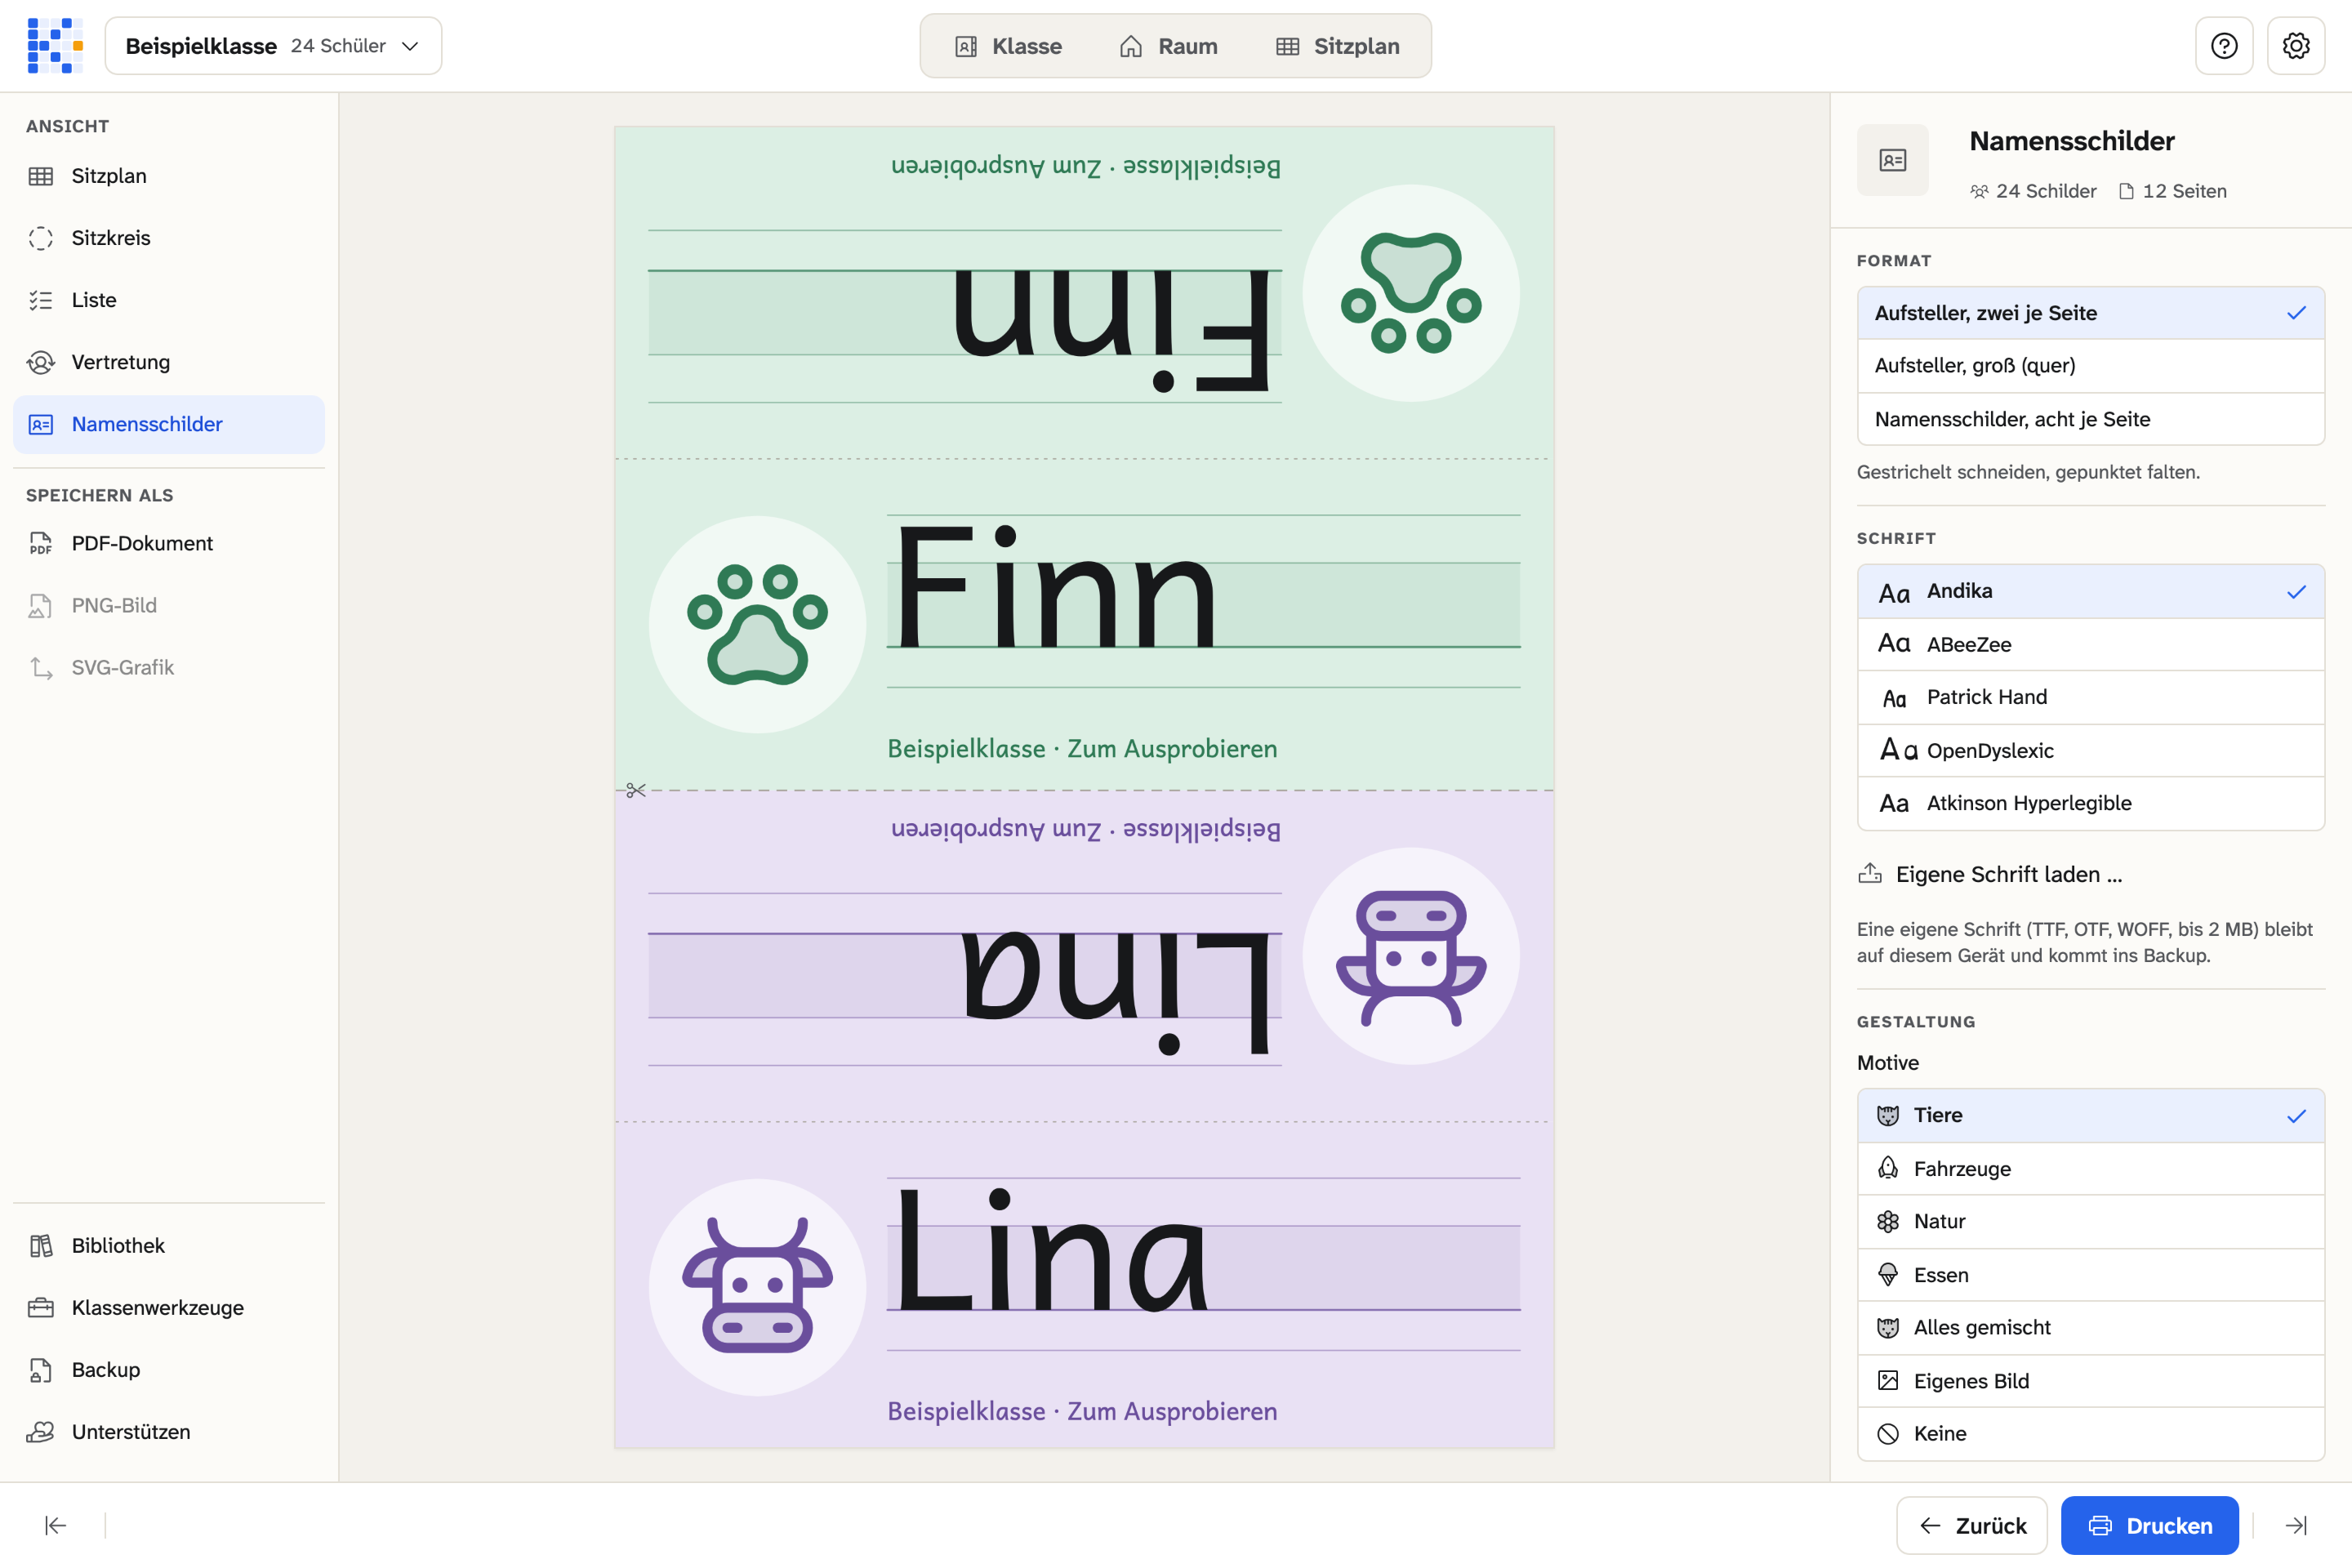 Beispielklasse 24 Schüler
Klasse Raum Sitzplan
ANSICHT
Sitzplan
Sitzkreis
Liste
Vertretung
Namensschilder
SPEICHERN ALS
PDF
PDF-Dokument
PNG-Bild
SVG-Grafik
Bibliothek
Klassenwerkzeuge
Backup
Unterstützen
Beispielklasse · Zum Ausprobieren
Finn
Finn
Beispielklasse · Zum Ausprobieren
Beispielklasse · Zum Ausprobieren
Lina
Lina
Beispielklasse · Zum Ausprobieren
Namensschilder
24 Schilder 12 Seiten
FORMAT
Aufsteller, zwei je Seite
Aufsteller, groß (quer)
Namensschilder, acht je Seite
Gestrichelt schneiden, gepunktet falten.
SCHRIFT
Aa Andika
Aa ABeeZee
Aa Patrick Hand
Aa OpenDyslexic
Aa Atkinson Hyperlegible
Eigene Schrift laden ...
Eine eigene Schrift (TTF, OTF, WOFF, bis 2 MB) bleibt
auf diesem Gerät und kommt ins Backup.
GESTALTUNG
Motive
Tiere
Fahrzeuge
Natur
Essen
Alles gemischt
Eigenes Bild
Keine
Zurück
Drucken